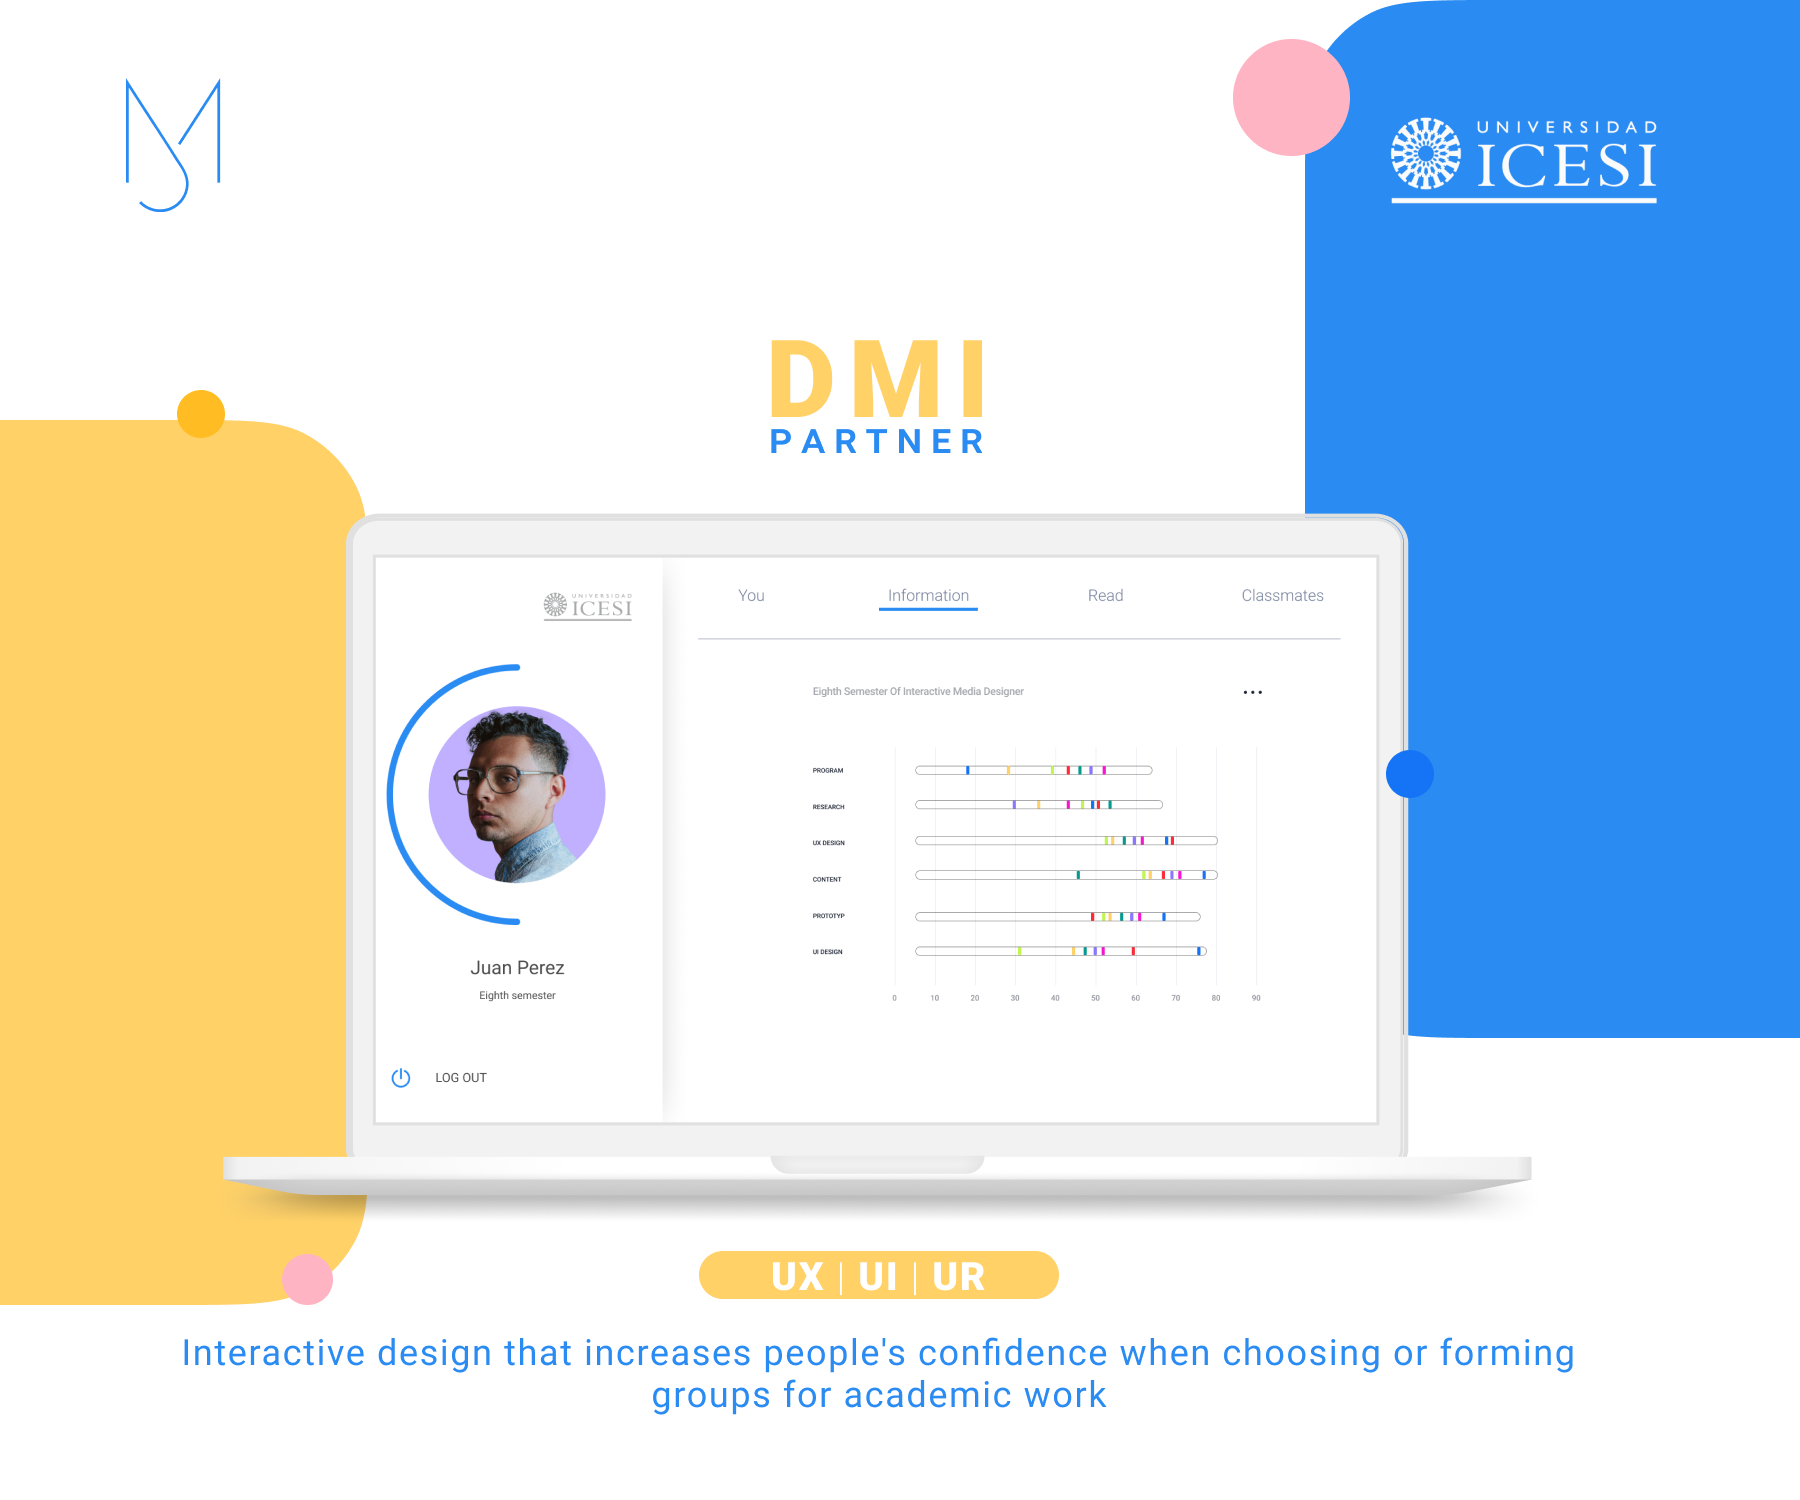 MJ
UNIVERSIDAD
ICESI
DMI
PARTNER
UNIVERSIDAD
ICESI
You
Information
Read
Classmates
Eighth Semester Of Interactive Media Designer
PROGRAM
RESEARCH
UX DESIGN
CONTENT
PROTOTYP
UI DESIGN
0 10 20 30 40 50 60 70 80 90
Juan Perez
Eighth semester
LOG OUT
UX | UI | UR
Interactive design that increases people's confidence when choosing or forming
groups for academic work